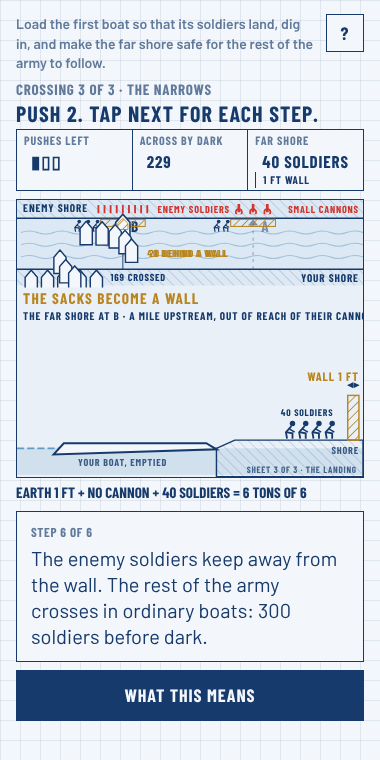 Load the first boat so that its soldiers land, dig
in, and make the far shore safe for the rest of the
army to follow.
?
CROSSING 3 OF 3 · THE NARROWS
PUSH 2. TAP NEXT FOR EACH STEP.
PUSHES LEFT
ACROSS BY DARK
229
FAR SHORE
40 SOLDIERS
1 FT WALL
ENEMY SHORE
ENEMY SOLDIERS
SMALL CANNONS
B
A
BEHIND A WALL
169 CROSSED
YOUR SHORE
THE SACKS BECOME A WALL
THE FAR SHORE AT B · A MILE UPSTREAM, OUT OF REACH OF THEIR
WALL 1 FT
40 SOLDIERS
SHORE
YOUR BOAT, EMPTIED
SHEET 3 OF 3 · THE LANDING
EARTH 1 FT + NO CANNON + 40 SOLDIERS = 6 TONS OF 6
STEP 6 OF 6
The enemy soldiers keep away from
the wall. The rest of the army
crosses in ordinary boats: 300
soldiers before dark.
WHAT THIS MEANS